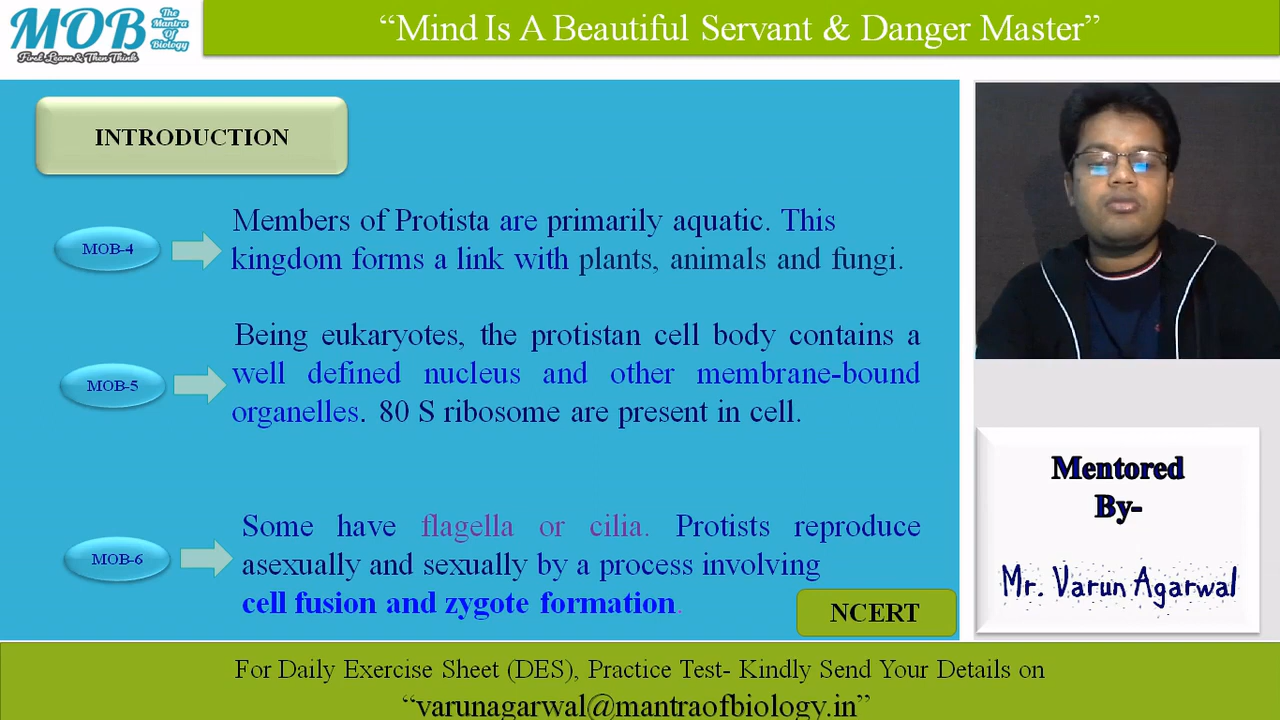 MOB
The
Mantra
Of
Biology
First Learn & Then Think
“Mind Is A Beautiful Servant & Danger Master”
INTRODUCTION
MOB-4
Members of Protista are primarily aquatic. This
kingdom forms a link with plants, animals and fungi.
MOB-5
Being eukaryotes, the protistan cell body contains a
well defined nucleus and other membrane-bound
organelles. 80 S ribosome are present in cell.
MOB-6
Some have flagella or cilia. Protists reproduce
asexually and sexually by a process involving
cell fusion and zygote formation.
NCERT
Mentored
By-
Mr. Varun Agarwal
For Daily Exercise Sheet (DES), Practice Test- Kindly Send Your Details on
“varunagarwal@mantraofbiology.in”